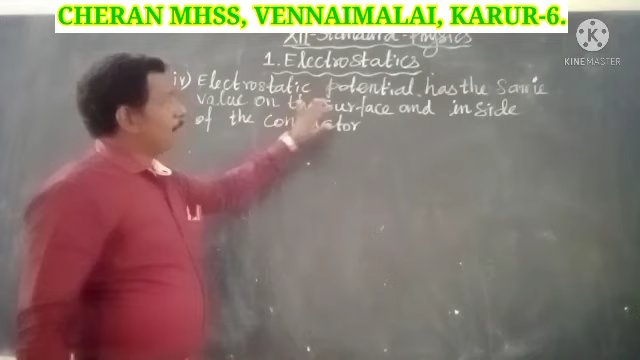 CHERAN MHSS, VENNAIMALAI, KARUR-6.
XII-Standard-Physics
1. Electrostatics
iv) Electrostatic potential has the same
value on the surface and inside
of the conductor
KINEMASTER